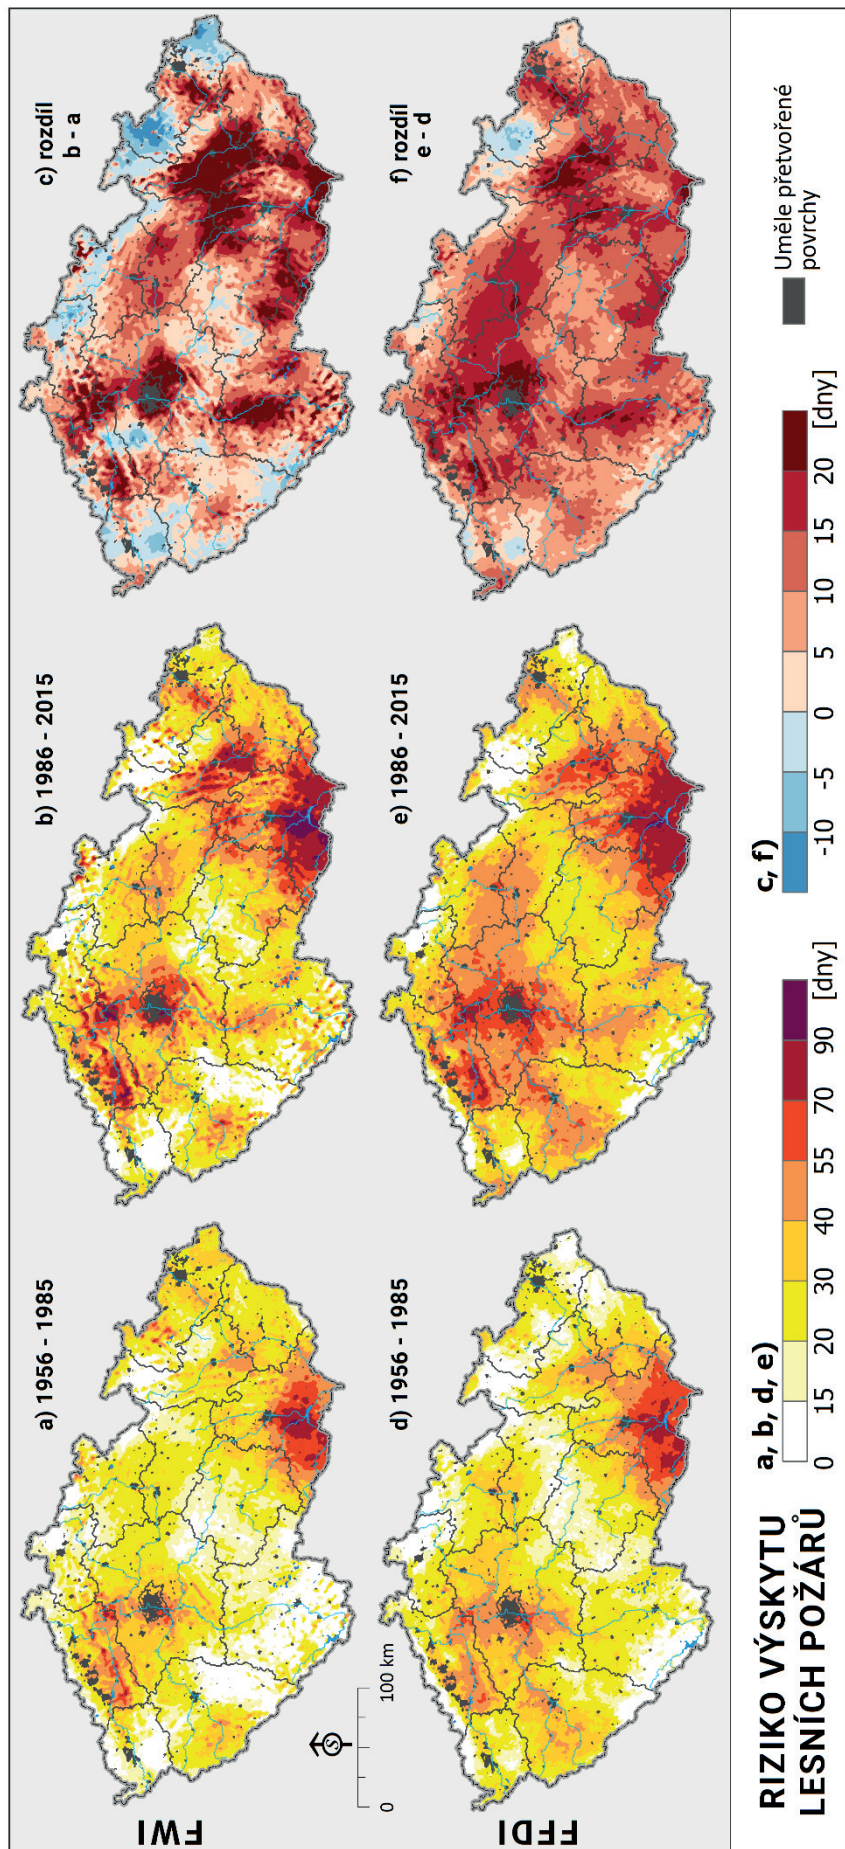 a) 1956 - 1985
b) 1986 - 2015
c) rozdíl
b - a
FWI
S
0
100 km
d) 1956 - 1985
e) 1986 - 2015
f) rozdíl
e - d
FFDI
RIZIKO VÝSKYTU
LESNÍCH POŽÁRŮ
a, b, d, e)
0 15 20 30 40 55 70 90 [dny]
c, f)
-10 -5 0 5 10 15 20 [dny]
Uměle přetvořené
povrchy